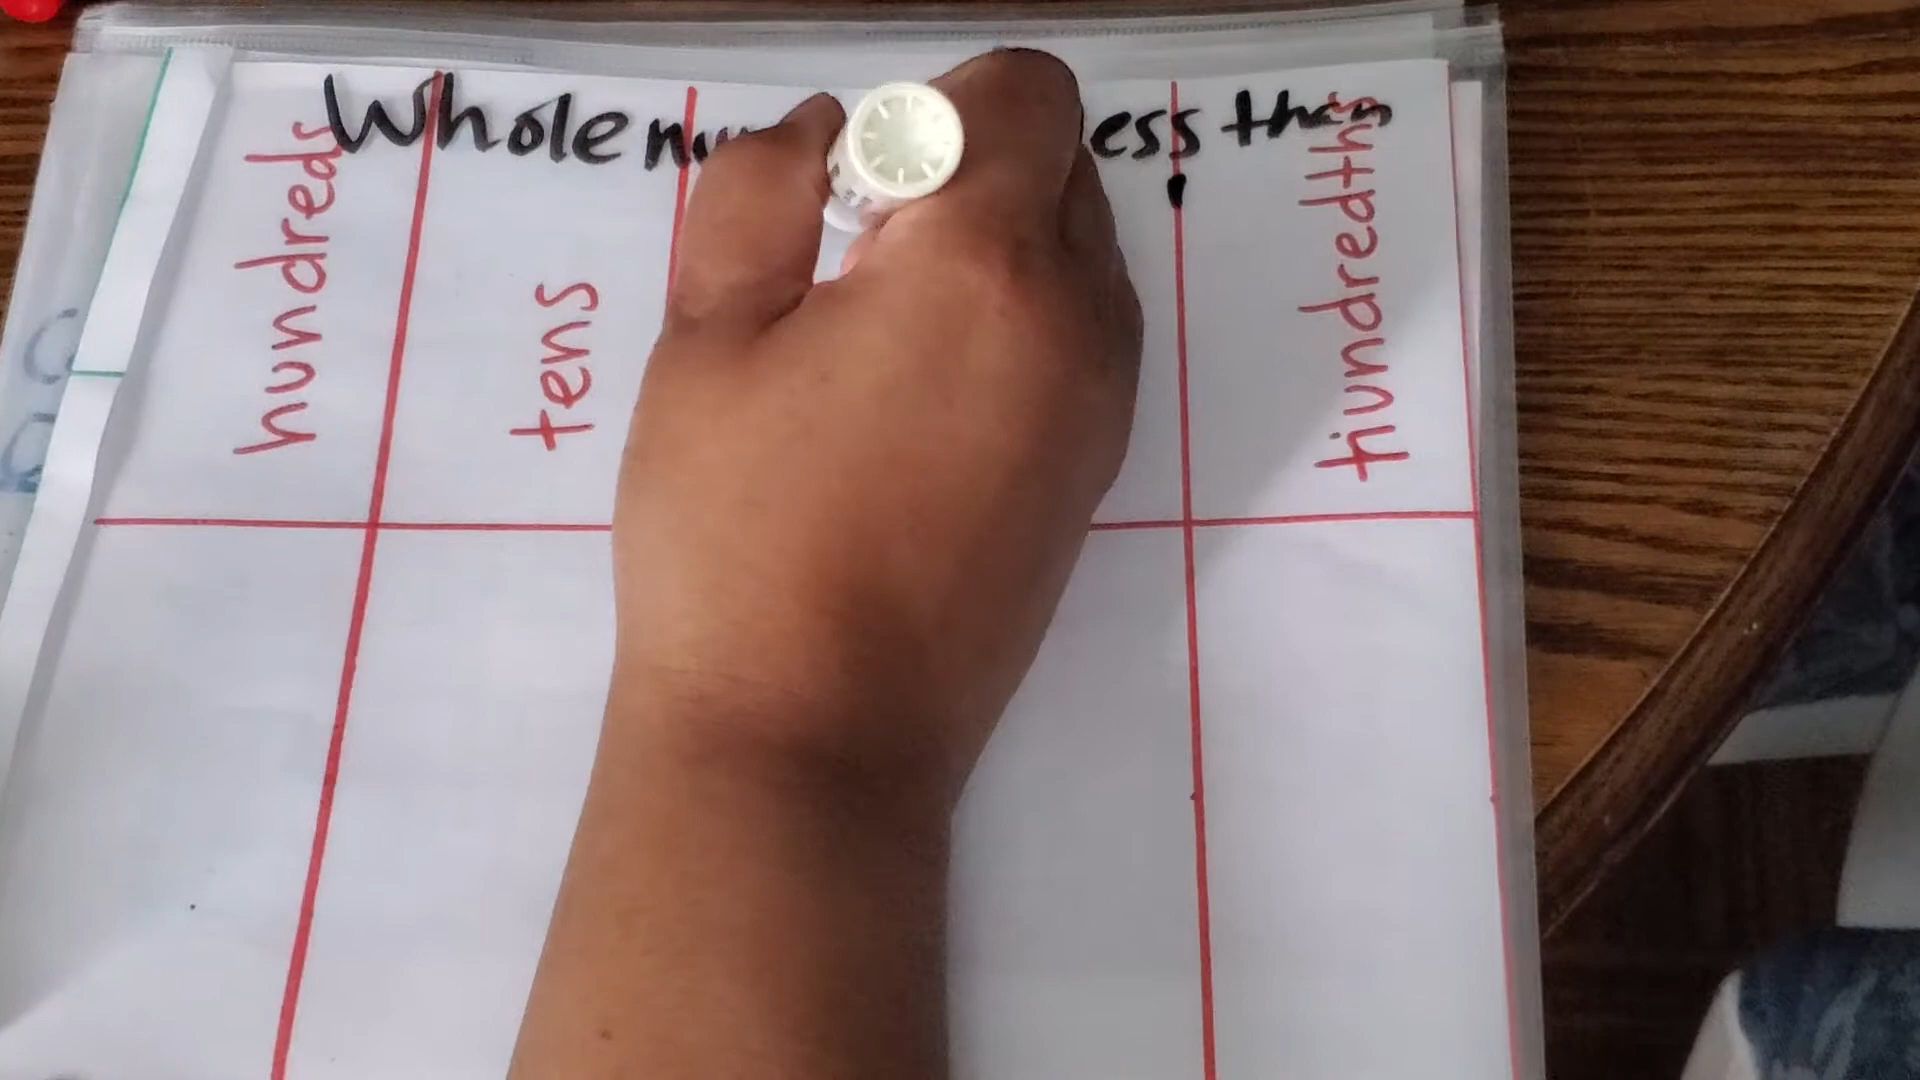 Whole ess than
hundreds
tens
hundredths